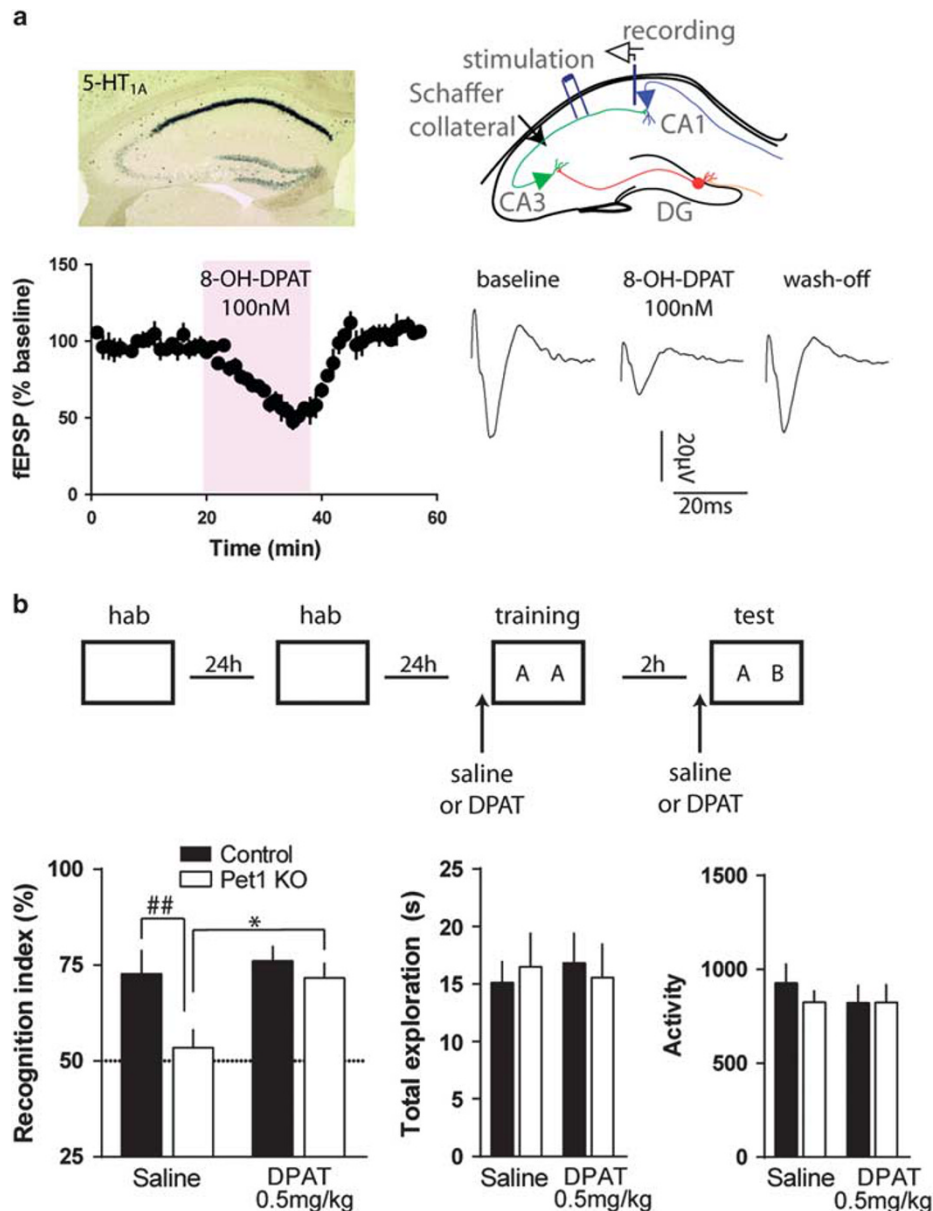 a
5-HT1A
recording
stimulation
Schaffer
collateral
CA1
CA3
DG
150
100
50
0
fEPSP (% baseline)
8-OH-DPAT
100nM
0
20
40
60
Time (min)
baseline
8-OH-DPAT
100nM
wash-off
20µV
20ms
b
hab
hab
training
test
24h
24h
2h
A A
A B
saline
or DPAT
saline
or DPAT
Control
Pet1 KO
100
75
50
25
Recognition index (%)
##
*
Saline
DPAT
0.5mg/kg
25
20
15
10
5
0
Total exploration (s)
Saline
DPAT
0.5mg/kg
1500
1000
500
0
Activity
Saline
DPAT
0.5mg/kg